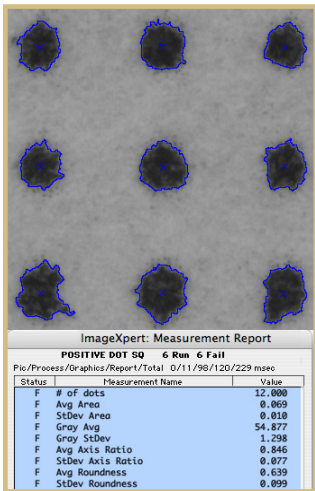 ImageXpert: Measurement Report
POSITIVE DOT SQ 6 Run 6 Fail
Pic/Process/Graphics/Report/Total 0/11/98/120/229 msec
Status Measurement Name Value
F # of dots 12.000
F Avg Area 0.069
F StDev Area 0.010
F Gray Avg 54.877
F Gray StDev 1.298
F Avg Axis Ratio 0.846
F StDev Axis Ratio 0.077
F Avg Roundness 0.639
F StDev Roundness 0.099